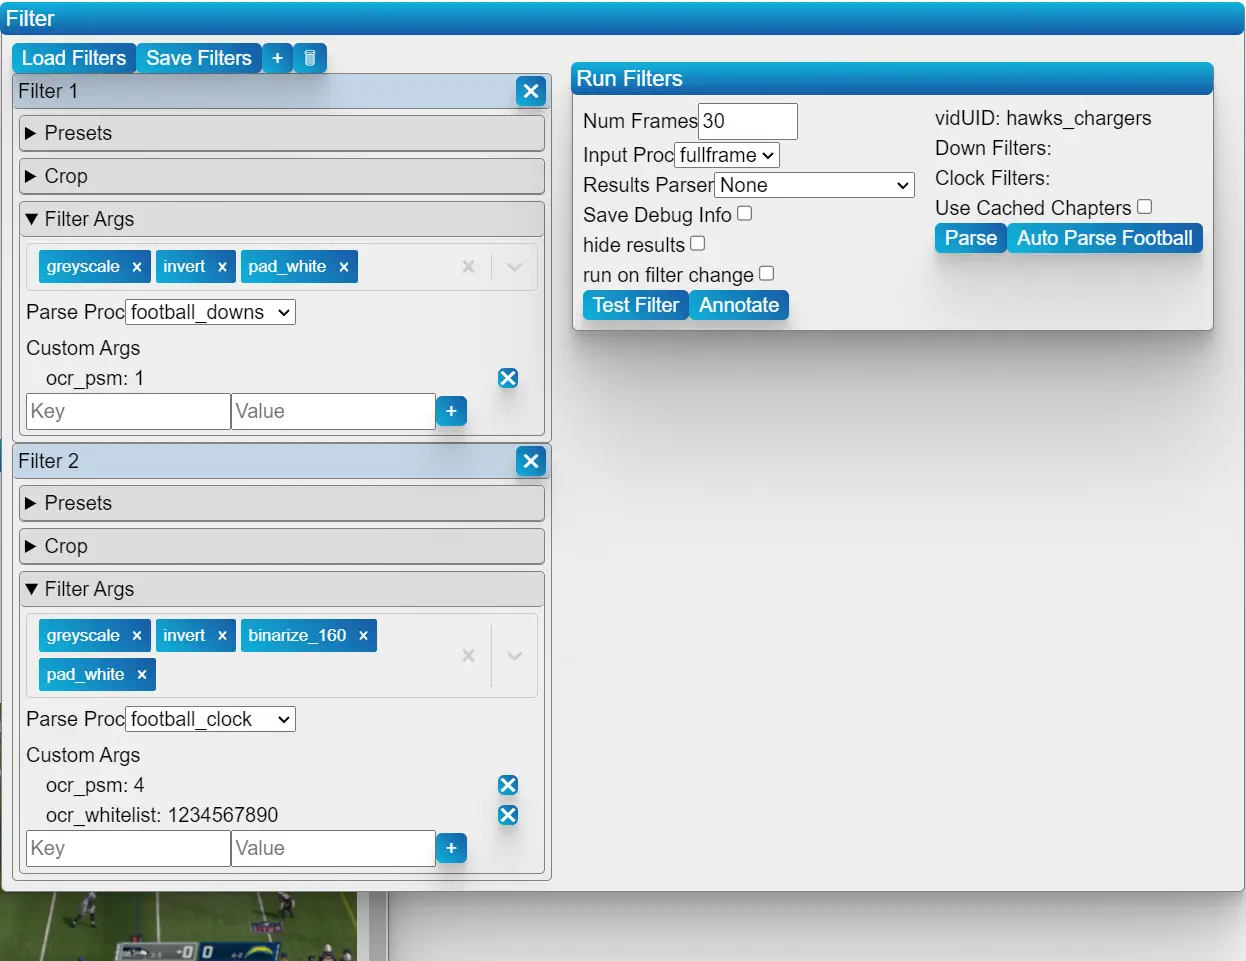 Filter
Load Filters Save Filters +
Filter 1
Presets
Crop
Filter Args
greyscale × invert × pad_white ×
Parse Proc football_downs
Custom Args
ocr_psm: 1
Key Value +
Filter 2
Presets
Crop
Filter Args
greyscale × invert × binarize_160 ×
pad_white ×
Parse Proc football_clock
Custom Args
ocr_psm: 4
ocr_whitelist: 1234567890
Key Value +
Run Filters
Num Frames 30
Input Proc fullframe
Results Parser None
Save Debug Info
hide results
run on filter change
Test Filter Annotate
vidUID: hawks_chargers
Down Filters:
Clock Filters:
Use Cached Chapters
Parse Auto Parse Football
0 0